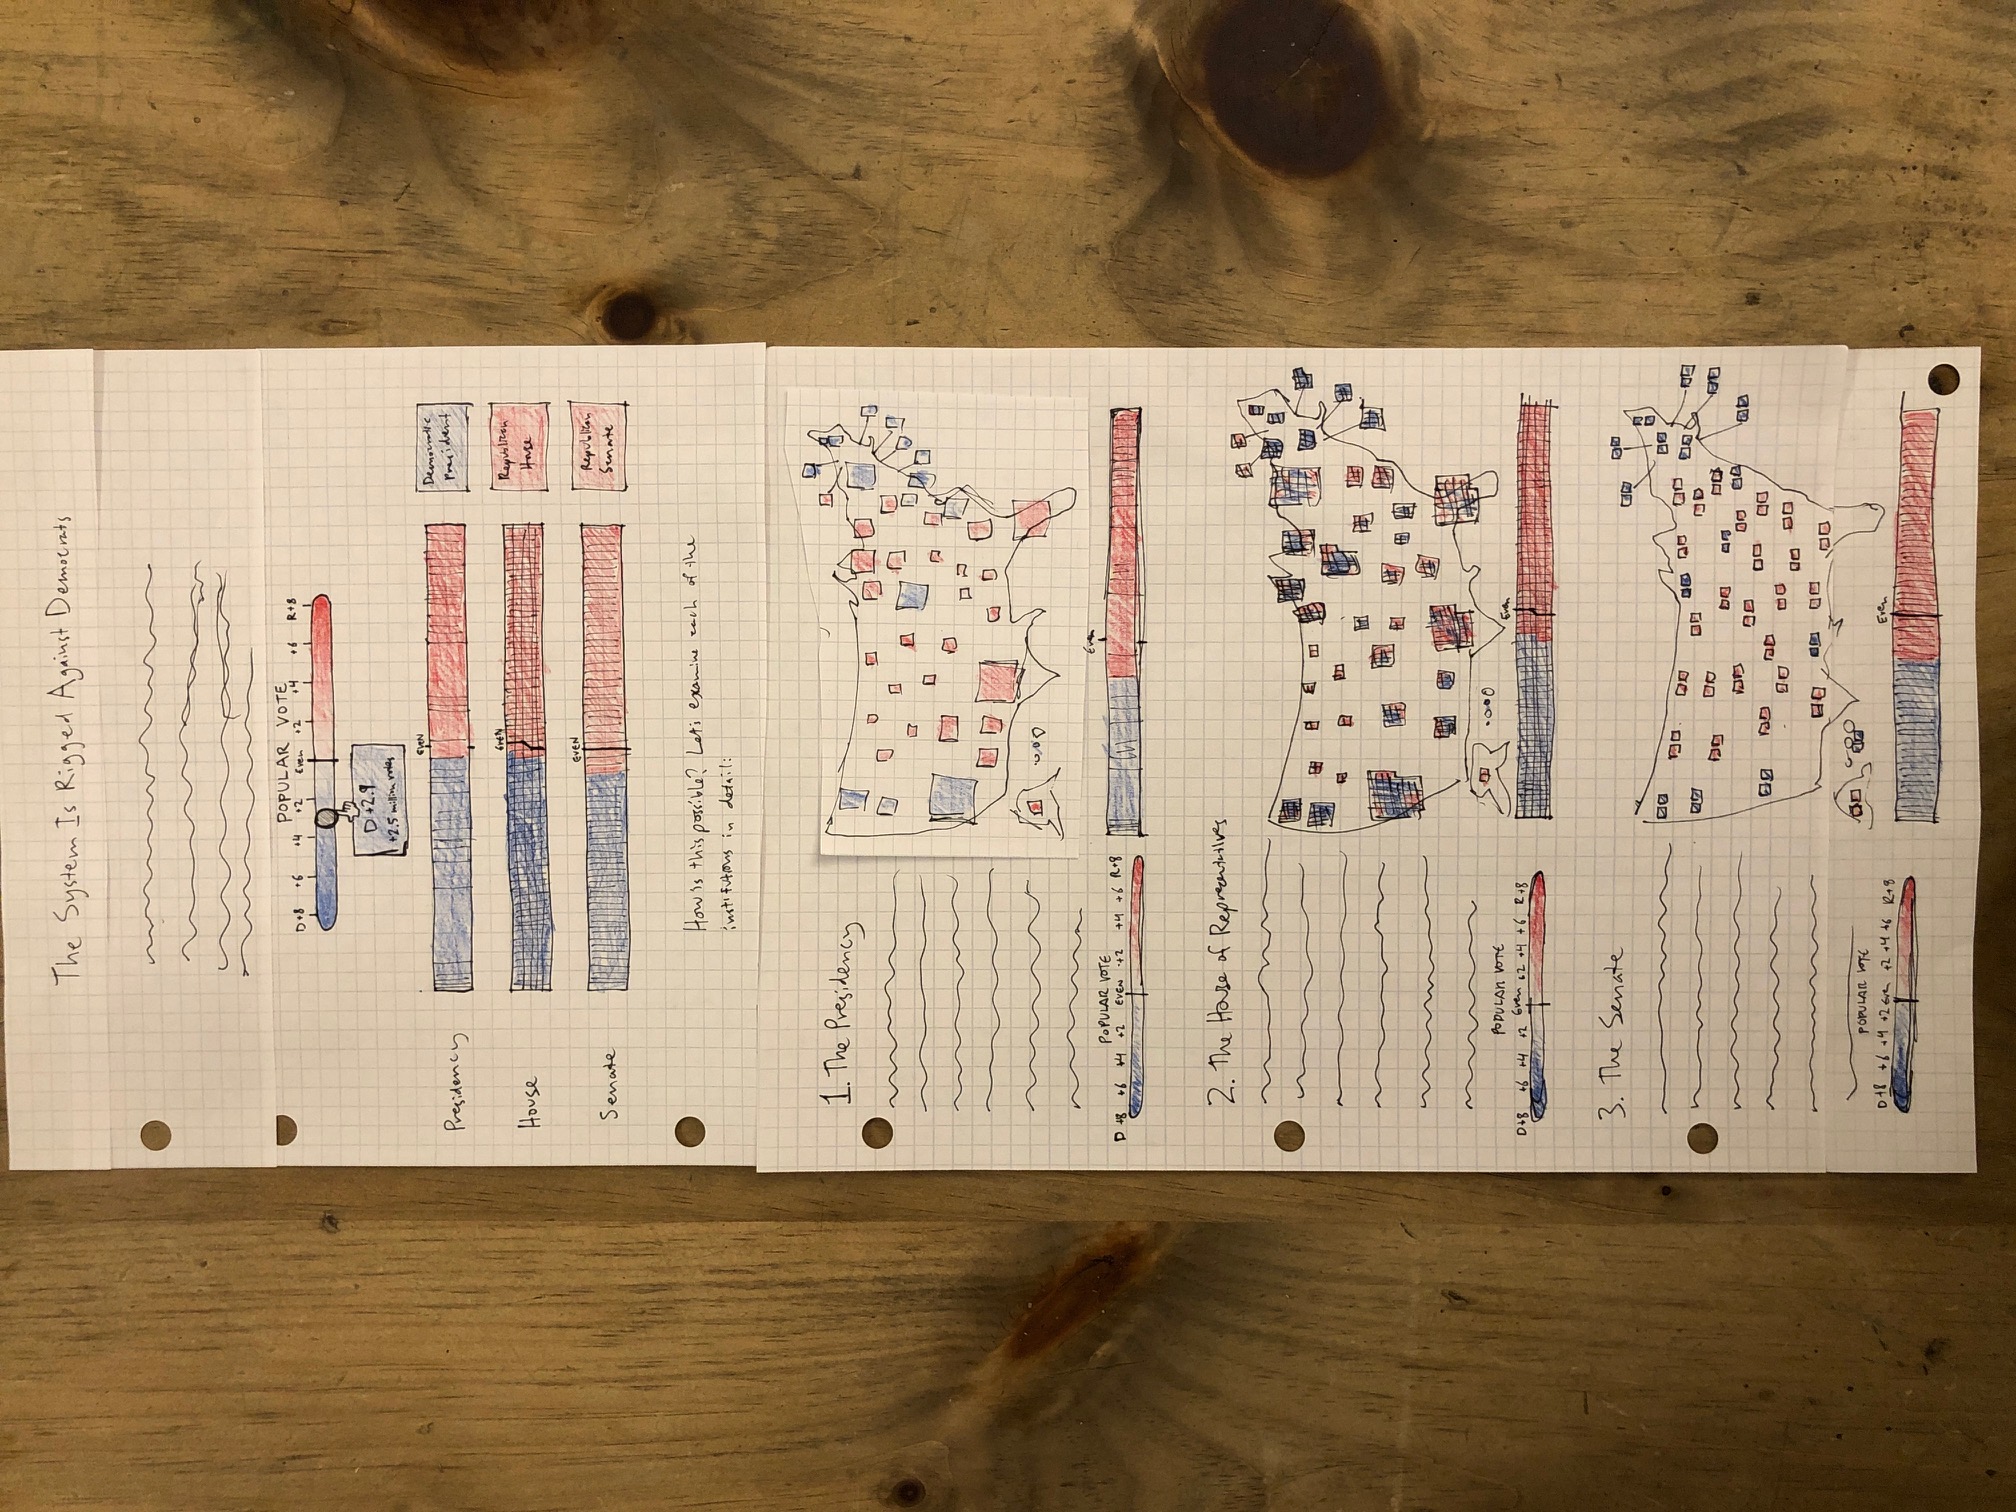 The System Is Rigged Against Democrats
POPULAR VOTE
D+8 +6 +4 +2 Even +2 +4 +6 R+8
D +2.9
+2.5 million votes
EVEN
Presidency
Democratic
President
EVEN
House
Republican
House
EVEN
Senate
Republican
Senate
How is this possible? Let's examine each of the
institutions in detail:
1. The Presidency
Even
POPULAR VOTE
D +8 +6 +4 +2 EVEN +2 +4 +6 R+8
2. The House of Representatives
POPULAR VOTE
Even
D+8 +6 +4 +2 Even +2 +4 +6 R+8
3. The Senate
POPULAR VOTE
Even
D+8 +6 +4 +2 Even +2 +4 +6 R+8